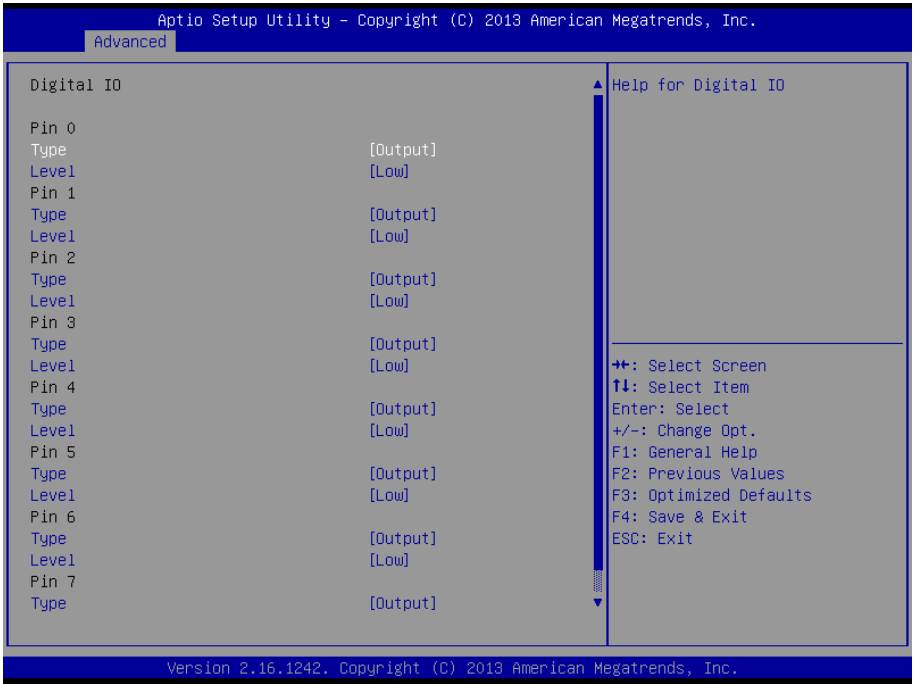 Aptio Setup Utility – Copyright (C) 2013 American Megatrends, Inc.
Advanced
Digital IO
Pin 0
Type [Output]
Level [Low]
Pin 1
Type [Output]
Level [Low]
Pin 2
Type [Output]
Level [Low]
Pin 3
Type [Output]
Level [Low]
Pin 4
Type [Output]
Level [Low]
Pin 5
Type [Output]
Level [Low]
Pin 6
Type [Output]
Level [Low]
Pin 7
Type [Output]
Help for Digital IO
→←: Select Screen
↑↓: Select Item
Enter: Select
+/-: Change Opt.
F1: General Help
F2: Previous Values
F3: Optimized Defaults
F4: Save & Exit
ESC: Exit
Version 2.16.1242. Copyright (C) 2013 American Megatrends, Inc.